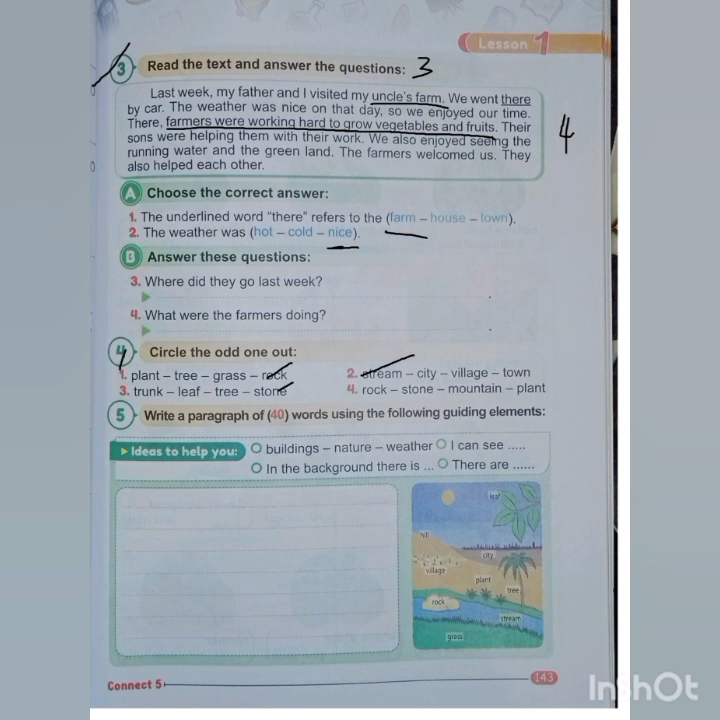 Lesson 1
3 Read the text and answer the questions: 3
Last week, my father and I visited my uncle's farm. We went there
by car. The weather was nice on that day, so we enjoyed our time.
There, farmers were working hard to grow vegetables and fruits. Their
sons were helping them with their work. We also enjoyed seeing the
running water and the green land. The farmers welcomed us. They
also helped each other.
4
A Choose the correct answer:
1. The underlined word "there" refers to the (farm – house – town).
2. The weather was (hot – cold – nice).
B Answer these questions:
3. Where did they go last week?
4. What were the farmers doing?
4 Circle the odd one out:
1. plant – tree – grass – rock
2. stream – city – village – town
3. trunk – leaf – tree – stone
4. rock – stone – mountain – plant
5 Write a paragraph of (40) words using the following guiding elements:
Ideas to help you:
buildings – nature – weather
I can see .....
In the background there is ...
There are ......
leaf
hill
city
village
plant
tree
rock
stream
grass
Connect 5
143
InShOt